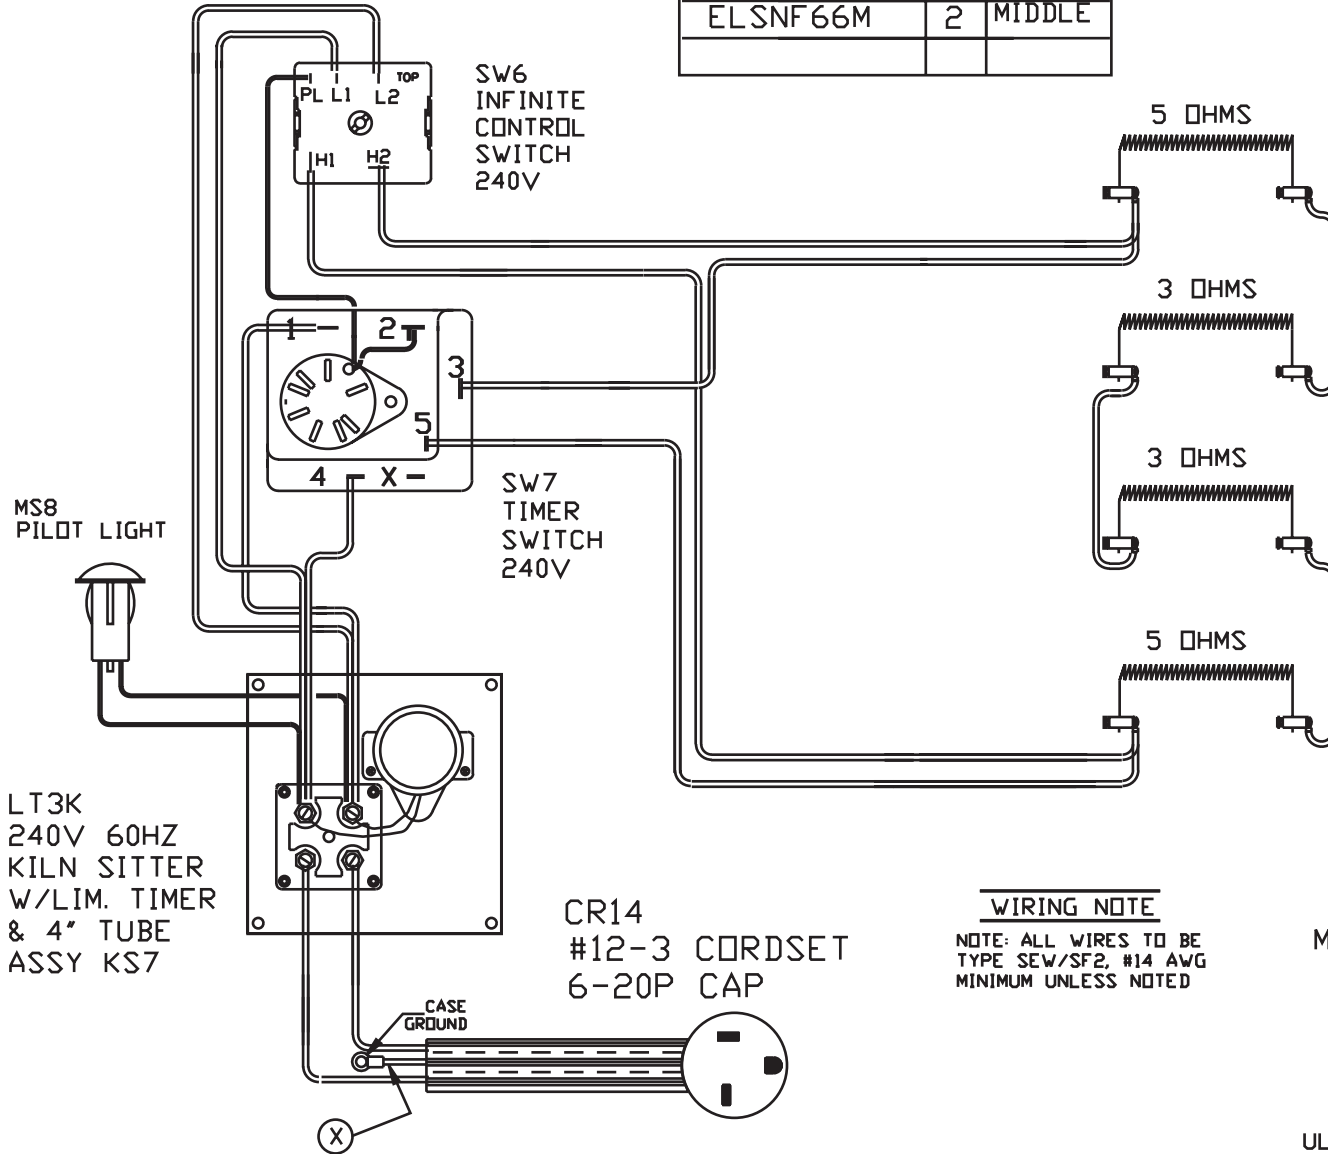 ELSNF66M 2 MIDDLE
TOP
PL L1 L2
H1 H2
SW6
INFINITE
CONTROL
SWITCH
240V
5 OHMS
3 OHMS
1 2
3
5
4 X
SW7
TIMER
SWITCH
240V
3 OHMS
MS8
PILOT LIGHT
5 OHMS
LT3K
240V 60HZ
KILN SITTER
W/LIM. TIMER
& 4" TUBE
ASSY KS7
CR14
#12-3 CORDSET
6-20P CAP
WIRING NOTE
NOTE: ALL WIRES TO BE
TYPE SEW/SF2, #14 AWG
MINIMUM UNLESS NOTED
M
CASE
GROUND
X
UL